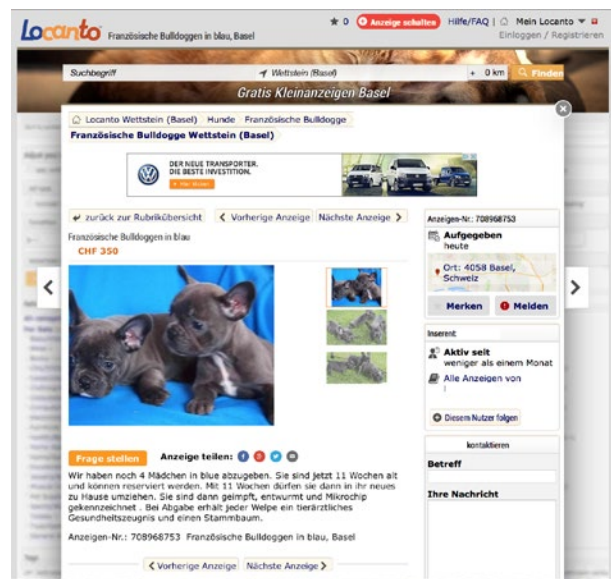 Locanto Französische Bulldoggen in blau, Basel
★ 0 Anzeige schalten Hilfe/FAQ | Mein Locanto
Einloggen / Registrieren
Suchbegriff Wettstein (Basel) + 0 km Finden
Gratis Kleinanzeigen Basel
Locanto Wettstein (Basel) Hunde Französische Bulldogge
Französische Bulldogge Wettstein (Basel)
DER NEUE TRANSPORTER.
DIE BESTE INVESTITION.
zurück zur Rubrikübersicht Vorherige Anzeige Nächste Anzeige
Französische Bulldoggen in blau
CHF 350
Anzeigen-Nr.: 708968753
Aufgegeben
heute
Ort: 4058 Basel,
Schweiz
Merken Melden
Inserent:
Aktiv seit
weniger als einem Monat
Alle Anzeigen von
Diesem Nutzer folgen
Frage stellen Anzeige teilen:
Wir haben noch 4 Mädchen in blue abzugeben. Sie sind jetzt 11 Wochen alt
und können reserviert werden. Mit 11 Wochen dürfen sie dann in ihr neues
zu Hause umziehen. Sie sind dann geimpft, entwurmt und Mikrochip
gekennzeichnet . Bei Abgabe erhält jeder Welpe ein tierärztliches
Gesundheitszeugnis und einen Stammbaum.
Anzeigen-Nr.: 708968753 Französische Bulldoggen in blau, Basel
Vorherige Anzeige Nächste Anzeige
kontaktieren
Betreff
Ihre Nachricht